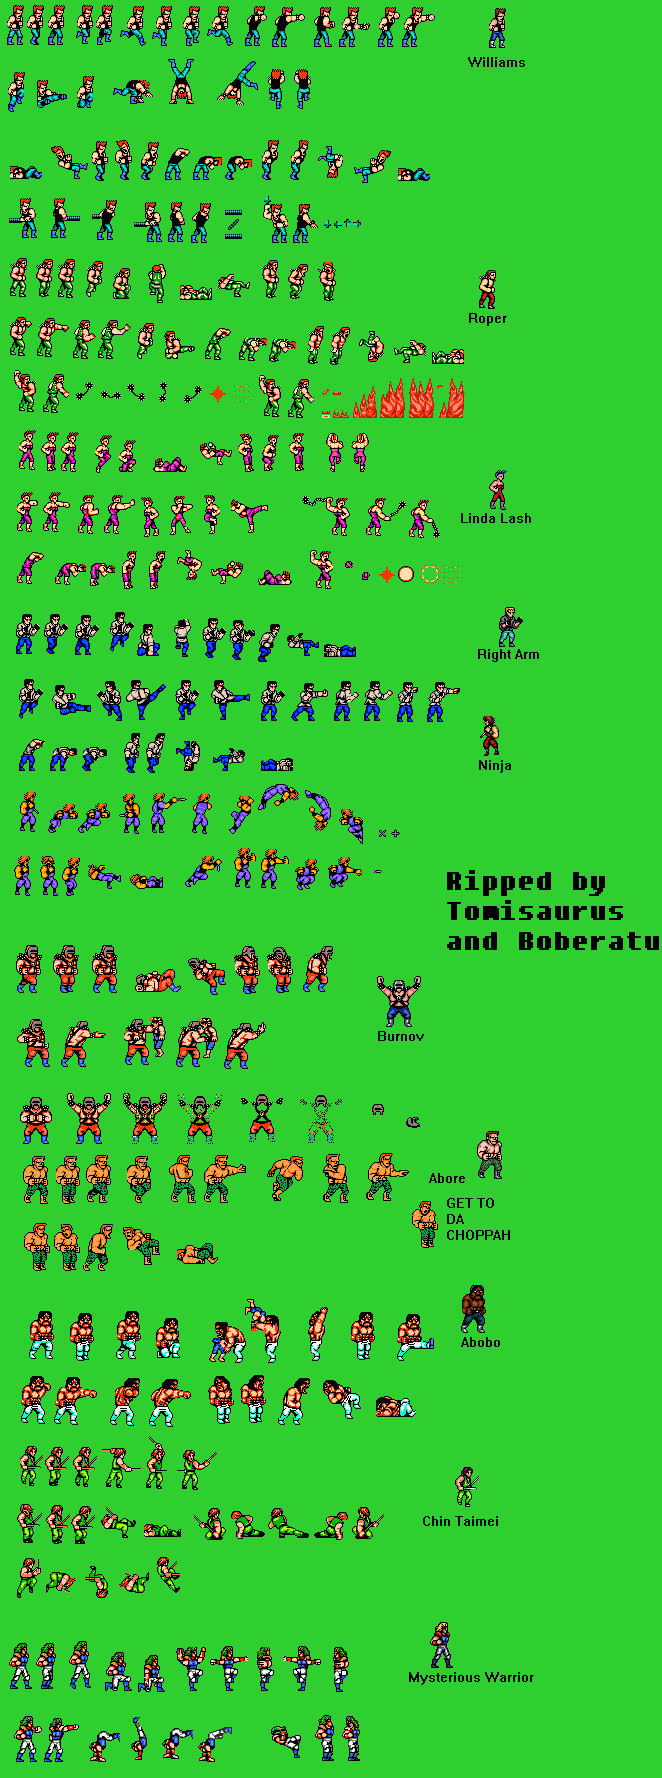 Williams
Roper
Linda Lash
Right Arm
Ninja
Ripped by
Tomisaurus
and Boberatu
Burnov
Abore
GET TO
DA
CHOPPAH
Abobo
Chin Taimei
Mysterious Warrior